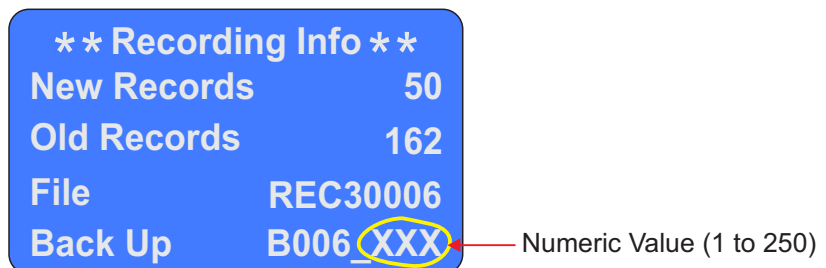 ** Recording Info **
New Records 50
Old Records 162
File REC30006
Back Up B006_XXX
Numeric Value (1 to 250)